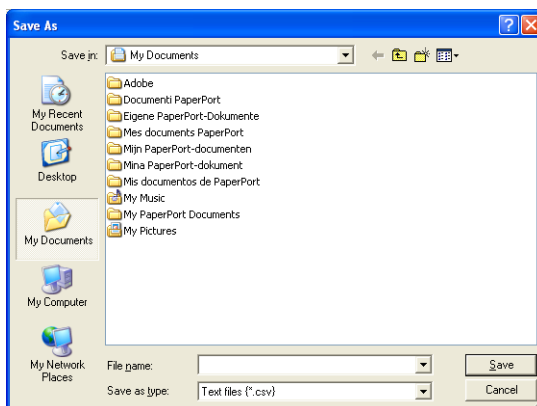 Save As
Save in:
My Documents
My Recent
Documents
Desktop
My Documents
My Computer
My Network
Places
Adobe
Documenti PaperPort
Eigene PaperPort-Dokumente
Mes documents PaperPort
Mijn PaperPort-documenten
Mina PaperPort-dokument
Mis documentos de PaperPort
My Music
My PaperPort Documents
My Pictures
File name:
Save
Save as type:
Text files {*.csv}
Cancel